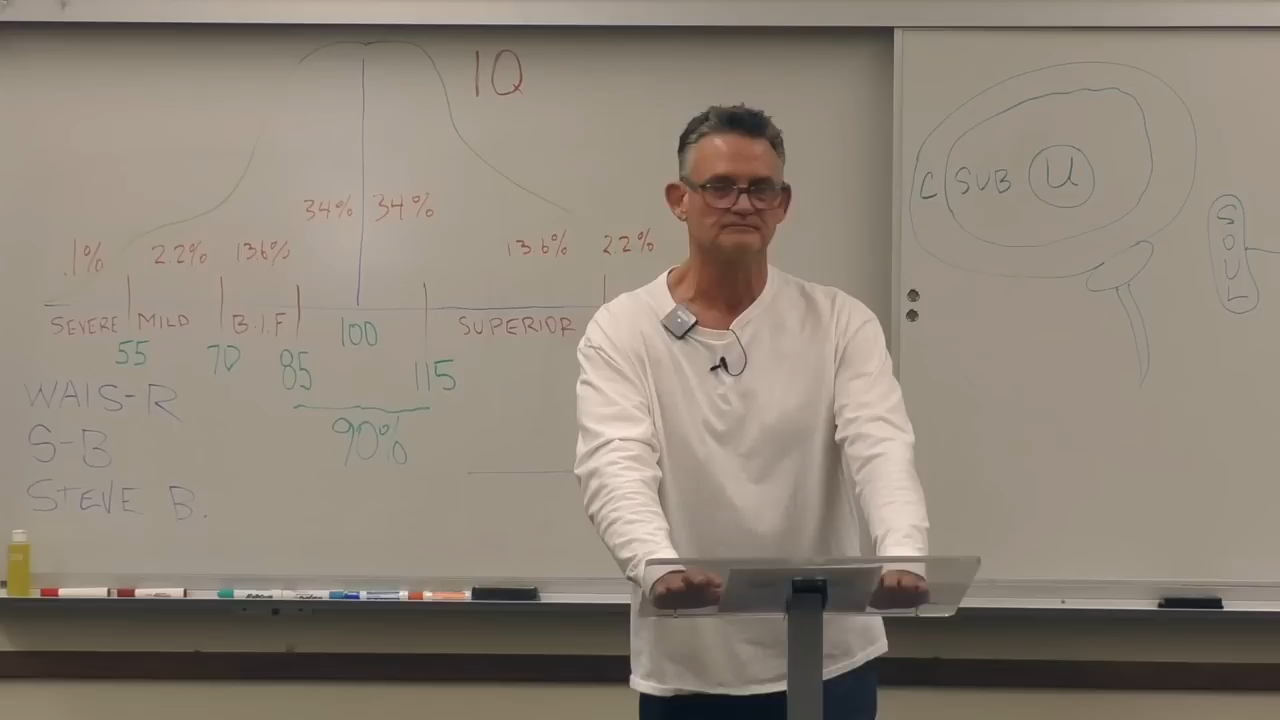 IQ
34% 34%
.1% 2.2% 13.6% 13.6% 2.2%
SEVERE MILD B.I.F 100 SUPERIOR
55 70 85 115
90%
WAIS-R
S-B
STEVE B.
C SUB U
SOUL